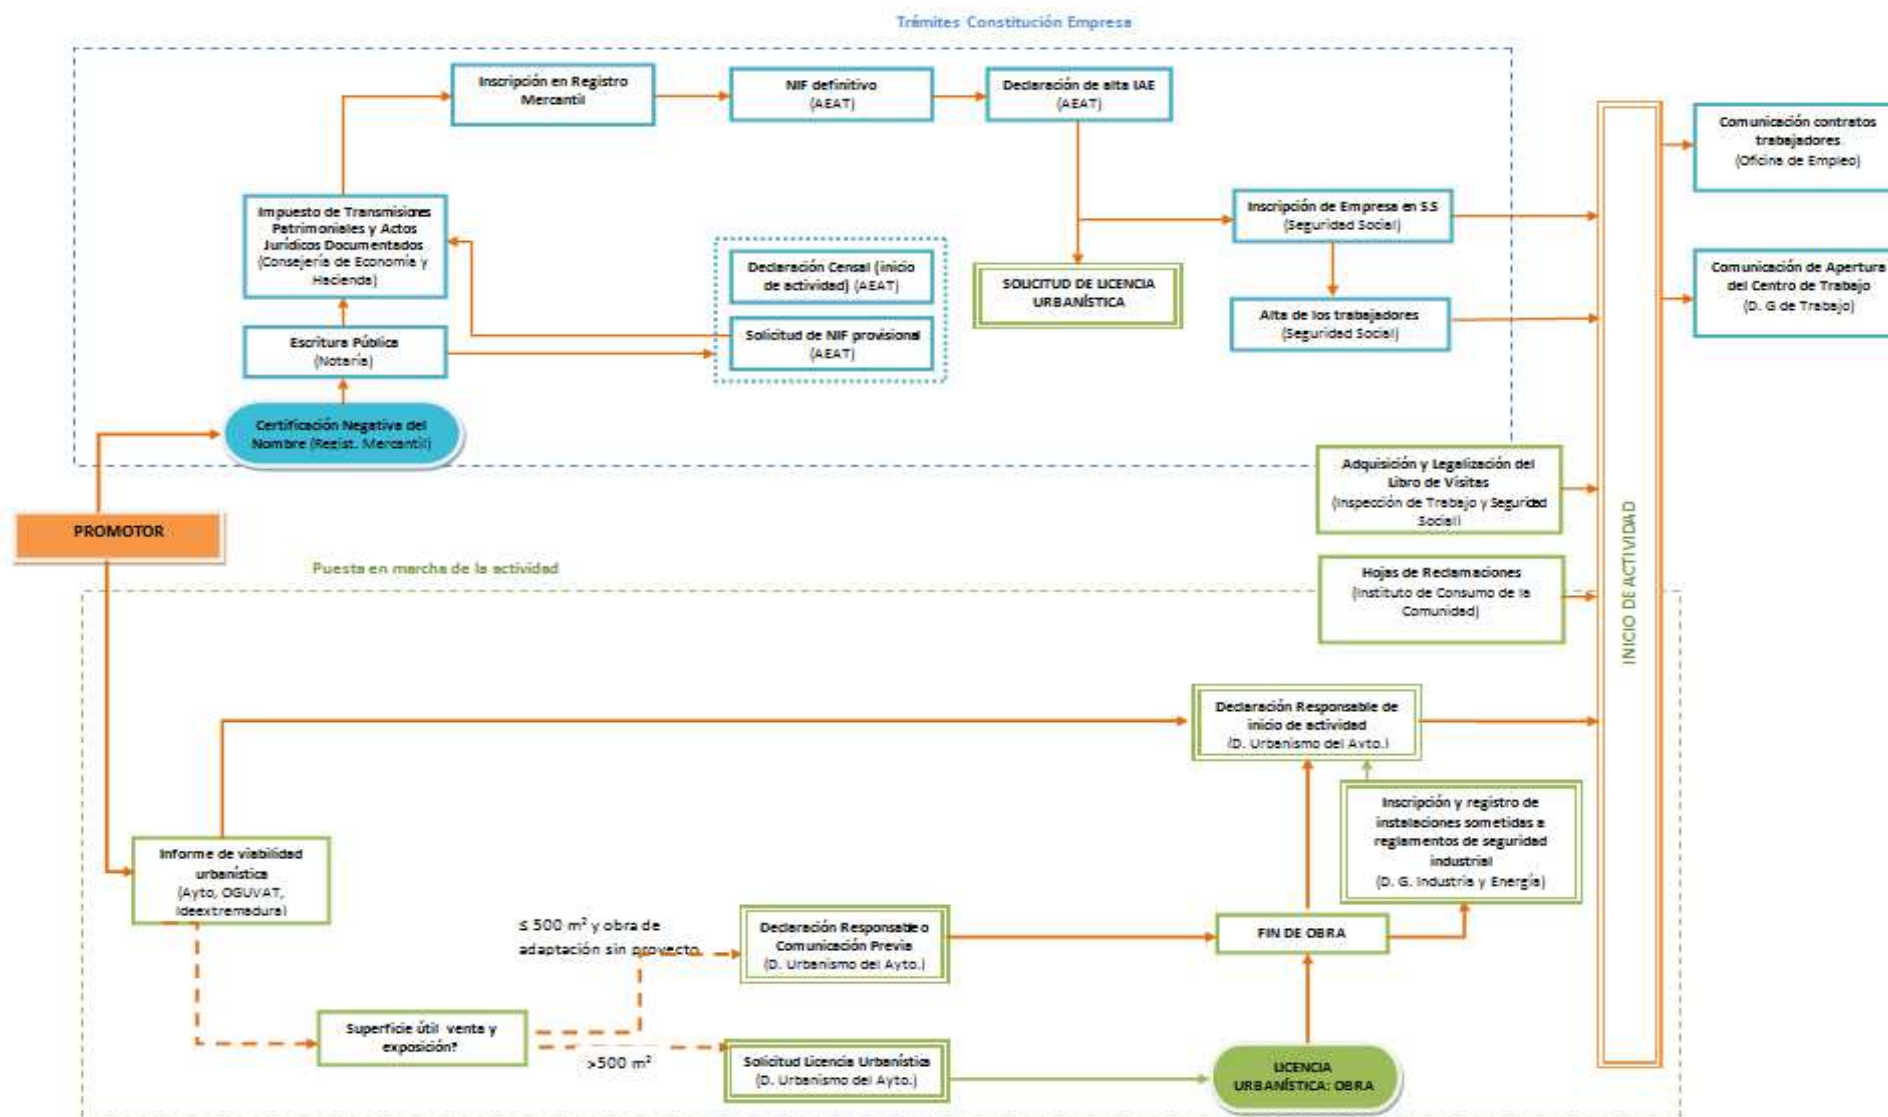 Trámites Constitución Empresa
Inscripción en Registro
Mercantil
NIF definitivo
(AEAT)
Declaración de alta IAE
(AEAT)
Comunicación contratos
trabajadores
(Oficina de Empleo)
Impuesto de Transmisiones
Patrimoniales y Actos
Jurídicos Documentados
(Consejería de Economía y
Hacienda)
Inscripción de Empresa en S.S
(Seguridad Social)
Declaración Censal (inicio
de actividad) (AEAT)
SOLICITUD DE LICENCIA
URBANÍSTICA
Comunicación de Apertura
del Centro de Trabajo
(D. G de Trabajo)
Escritura Pública
(Notaría)
Solicitud de NIF provisional
(AEAT)
Alta de los trabajadores
(Seguridad Social)
Certificación Negativa del
Nombre (Regist. Mercantil)
Adquisición y Legalización del
Libro de Visitas
(Inspección de Trabajo y Seguridad
Social)
PROMOTOR
Puesta en marcha de la actividad
Hojas de Reclamaciones
(Instituto de Consumo de la
Comunidad)
INICIO DE ACTIVIDAD
Declaración Responsable de
inicio de actividad
(D. Urbanismo del Ayto.)
Inscripción y registro de
instalaciones sometidas a
reglamentos de seguridad
industrial
(D. G. Industria y Energía)
Informe de viabilidad
urbanística
(Ayto, OGUVAT,
Ideextremadura)
≤ 500 m² y obra de
adaptación sin proyecto
Declaración Responsable o
Comunicación Previa
(D. Urbanismo del Ayto.)
FIN DE OBRA
Superficie útil venta y
exposición?
>500 m²
Solicitud Licencia Urbanística
(D. Urbanismo del Ayto.)
LICENCIA
URBANÍSTICA: OBRA